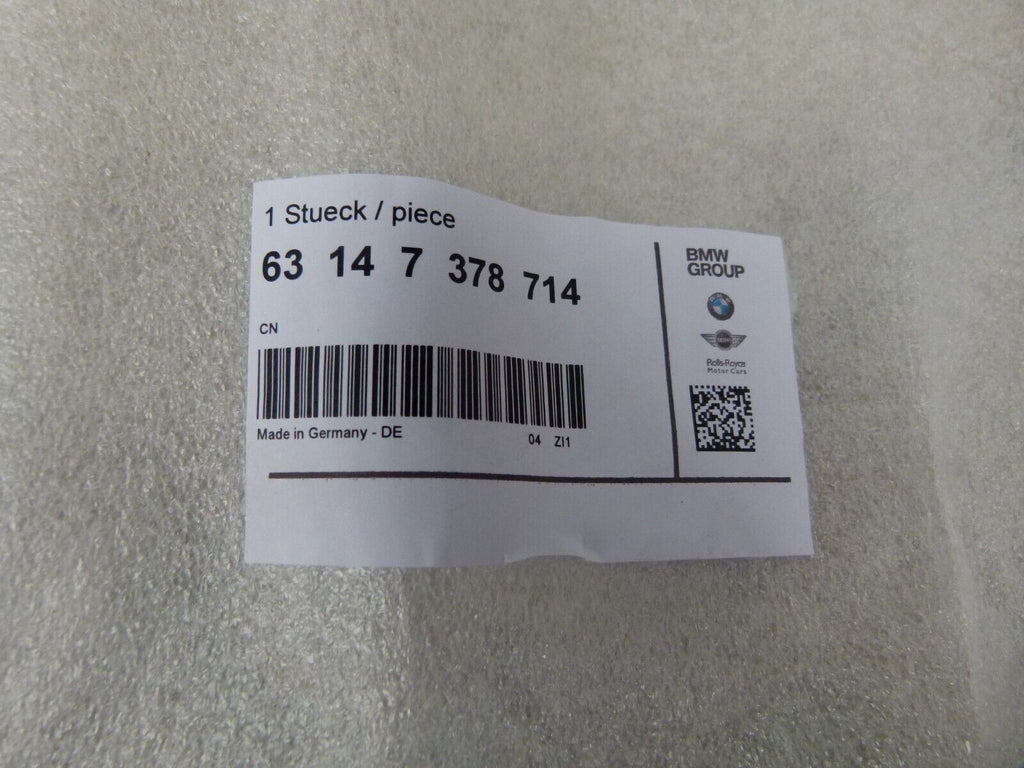 1 Stueck / piece
63 14 7 378 714
CN
Made in Germany - DE
04 ZI1
BMW
GROUP
Rolls-Royce
Motor Cars